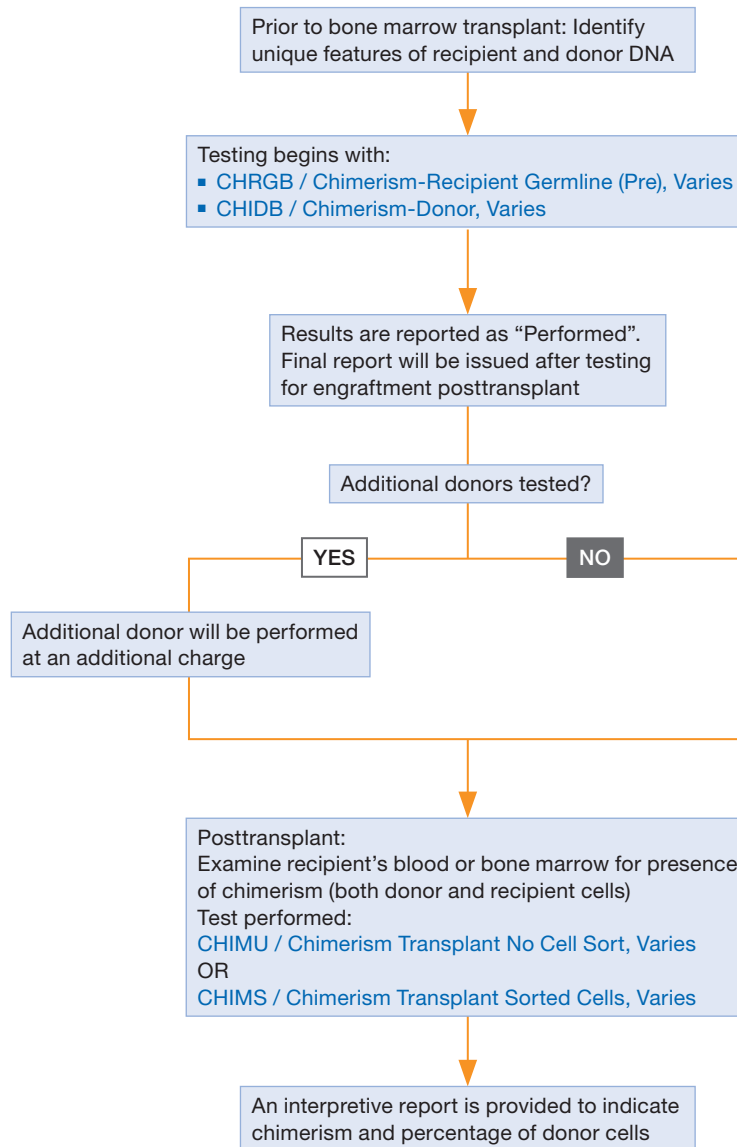 Prior to bone marrow transplant: Identify
unique features of recipient and donor DNA
Testing begins with:
▪ CHRGB / Chimerism-Recipient Germline (Pre), Varies
▪ CHIDB / Chimerism-Donor, Varies
Results are reported as “Performed”.
Final report will be issued after testing
for engraftment posttransplant
Additional donors tested?
YES
NO
Additional donor will be performed
at an additional charge
Posttransplant:
Examine recipient’s blood or bone marrow for presence
of chimerism (both donor and recipient cells)
Test performed:
CHIMU / Chimerism Transplant No Cell Sort, Varies
OR
CHIMS / Chimerism Transplant Sorted Cells, Varies
An interpretive report is provided to indicate
chimerism and percentage of donor cells